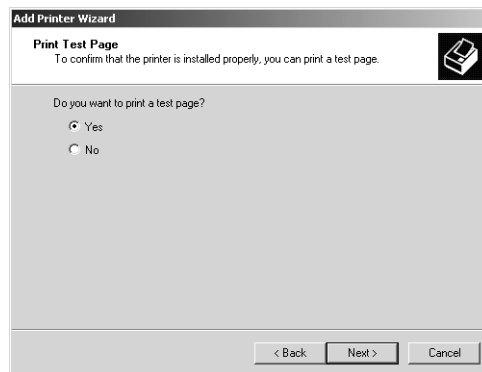 Add Printer Wizard
Print Test Page
To confirm that the printer is installed properly, you can print a test page.
Do you want to print a test page?
Yes
No
< Back Next > Cancel